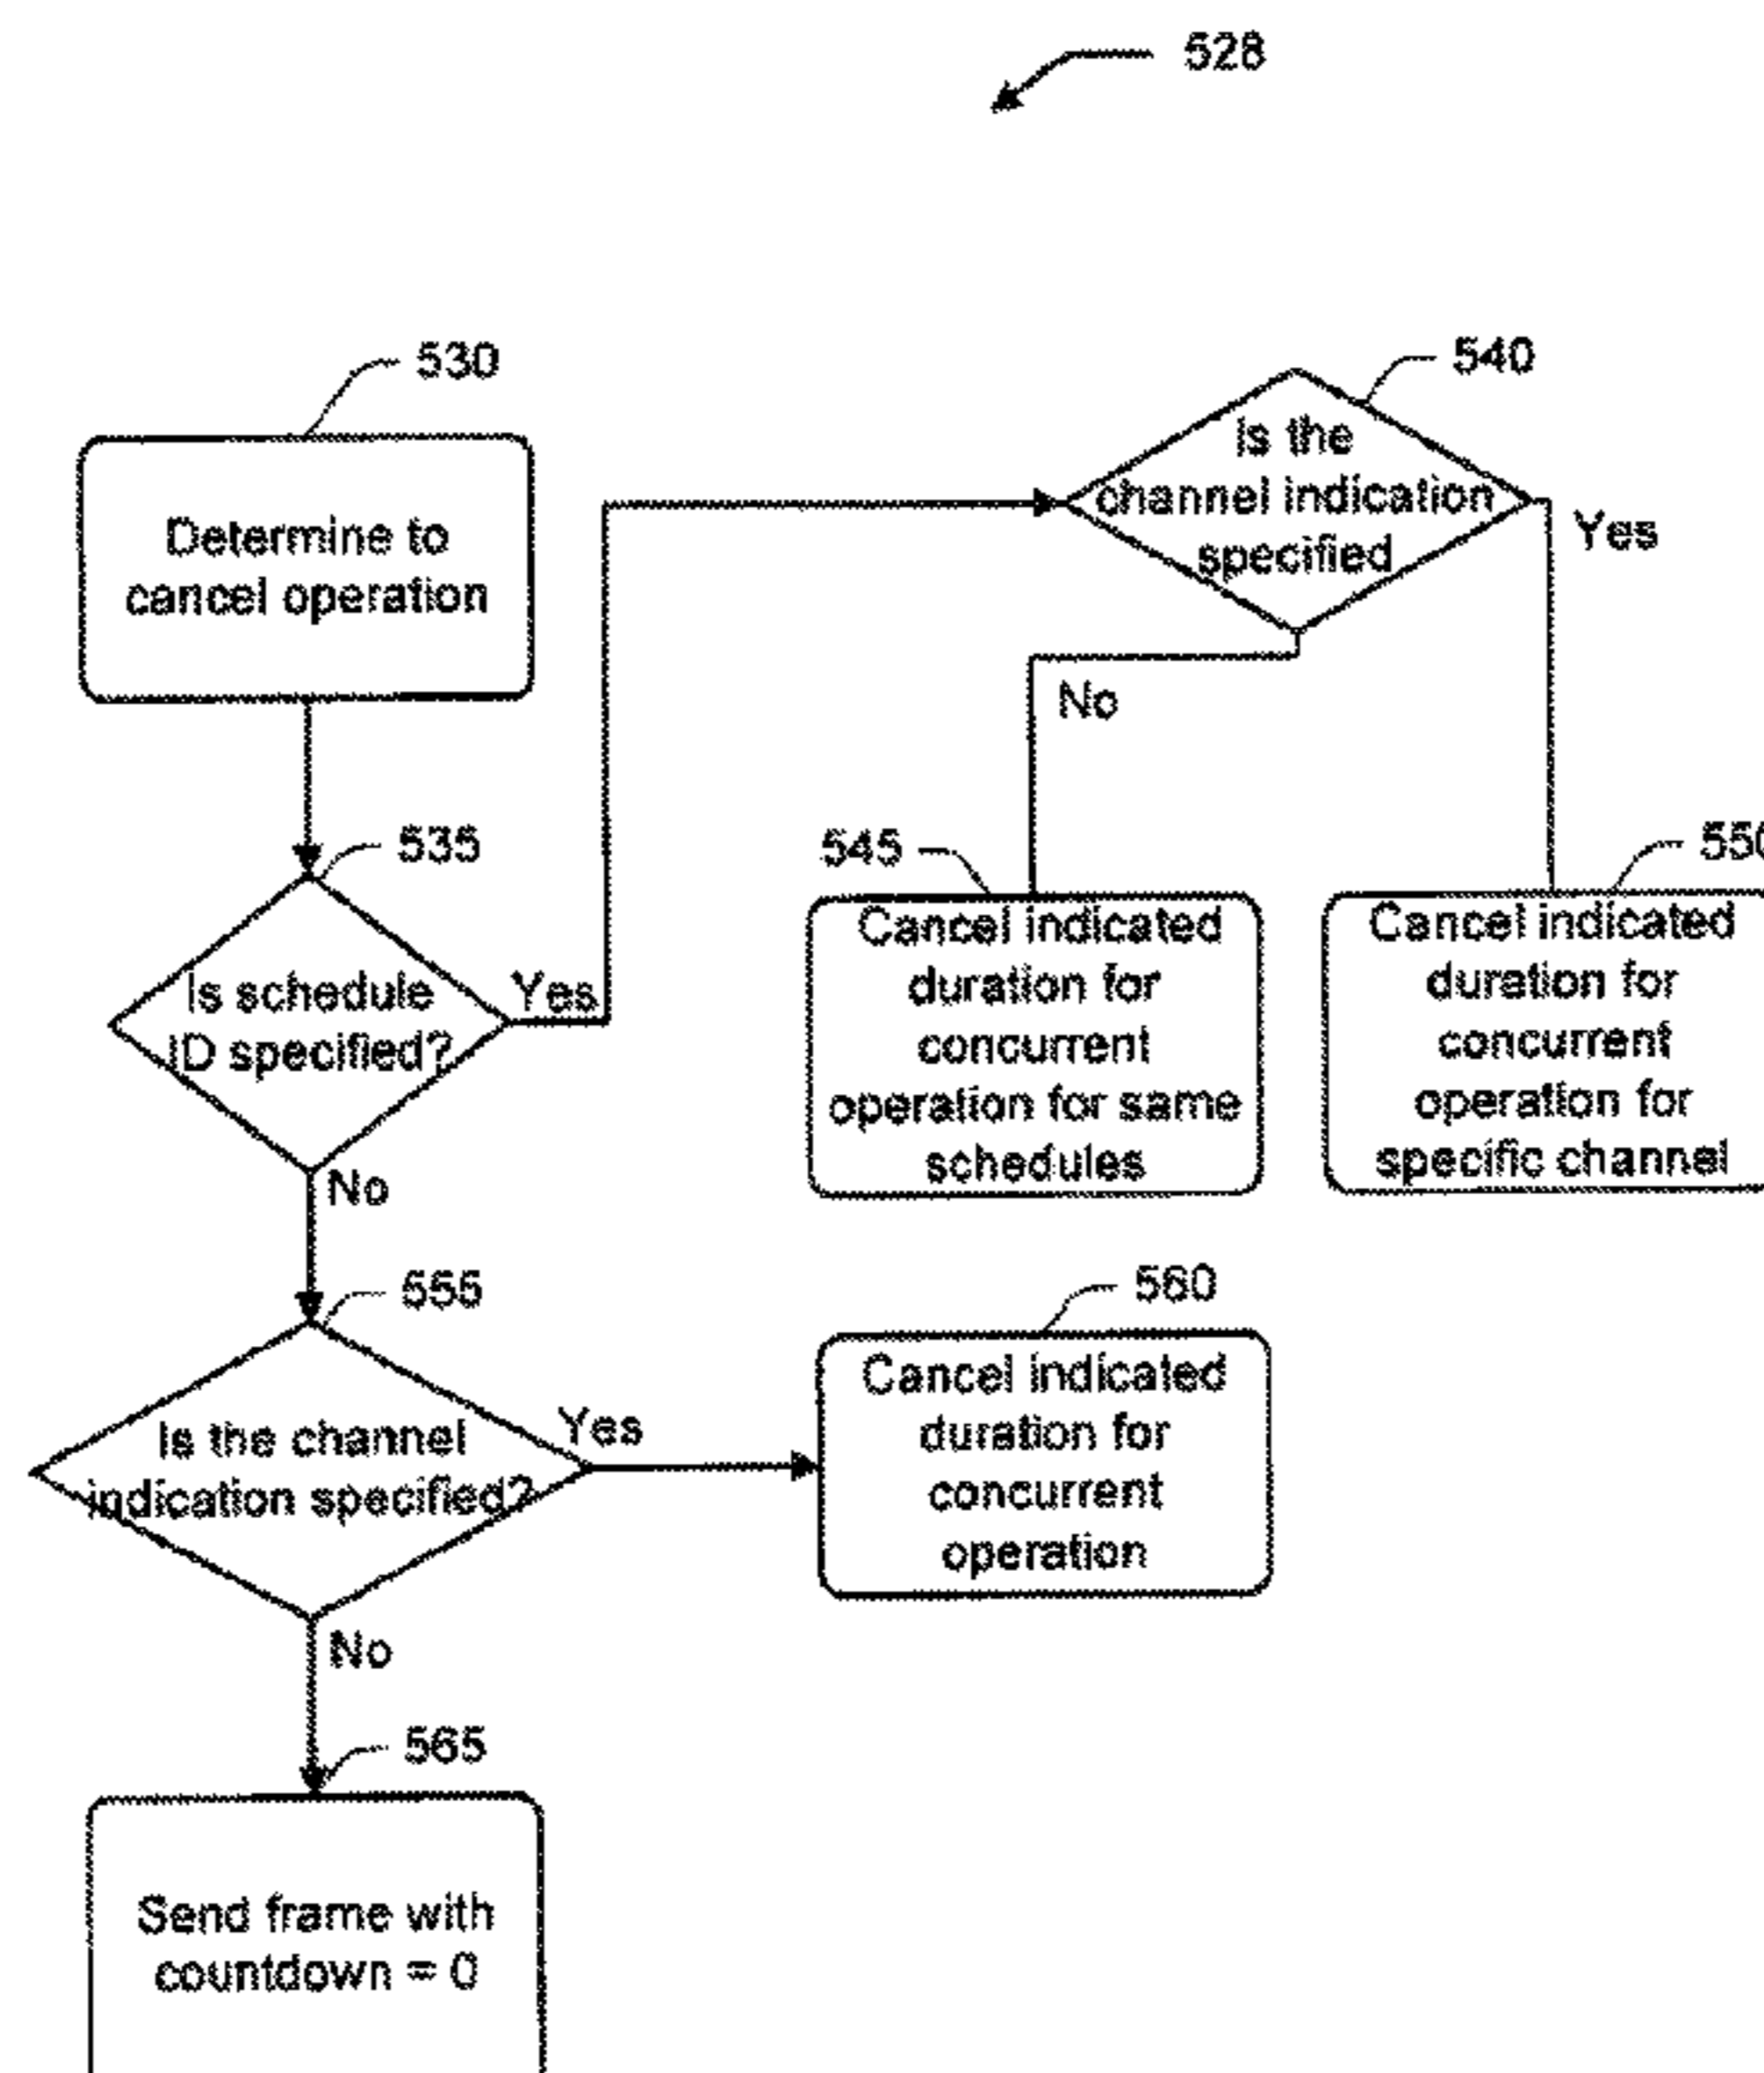 528
530
Determine to
cancel operation
540
Is the
channel indication
specified
Yes
No
535
Is schedule
ID specified?
Yes
No
545
Cancel indicated
duration for
concurrent
operation for same
schedules
550
Cancel indicated
duration for
concurrent
operation for
specific channel
555
Is the channel
indication specified?
Yes
No
560
Cancel indicated
duration for
concurrent
operation
565
Send frame with
countdown = 0